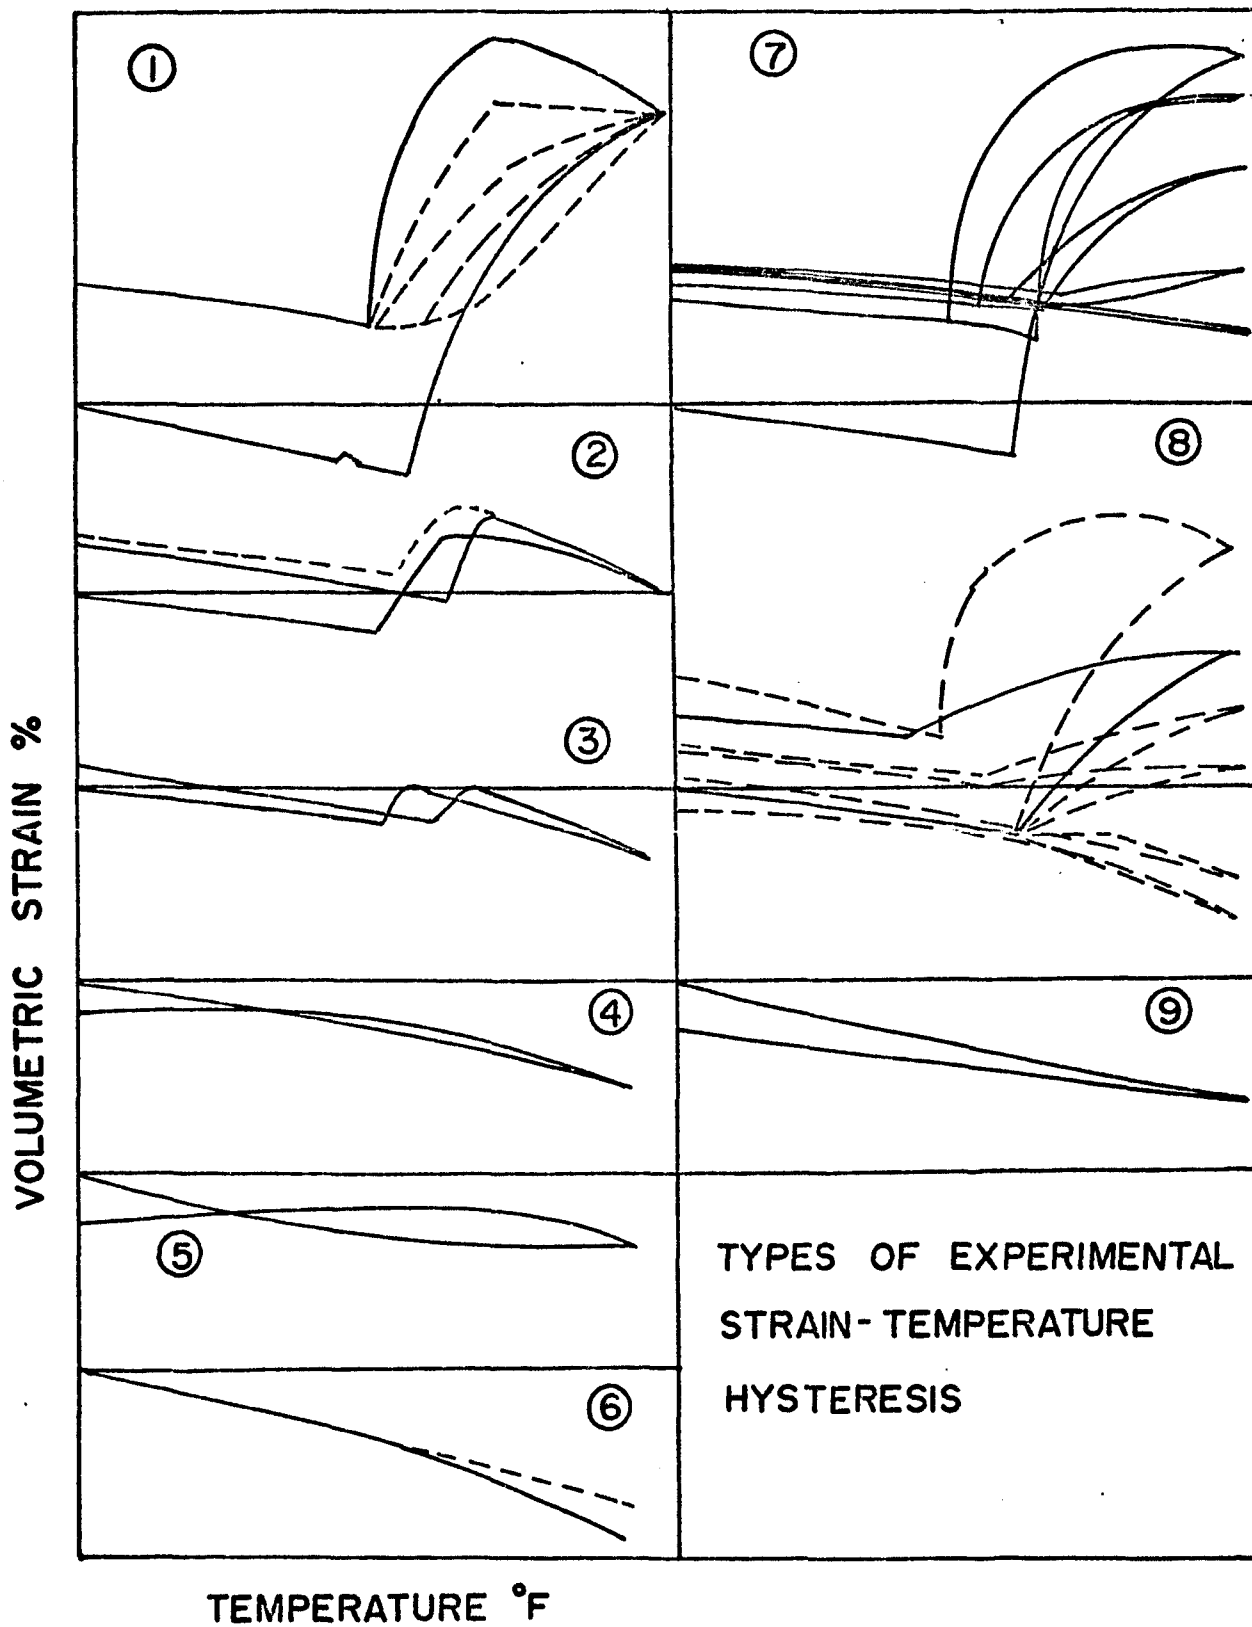 ①
⑦
②
⑧
③
④
⑨
⑤
⑥
VOLUMETRIC STRAIN %
TYPES OF EXPERIMENTAL
STRAIN-TEMPERATURE
HYSTERESIS
TEMPERATURE °F